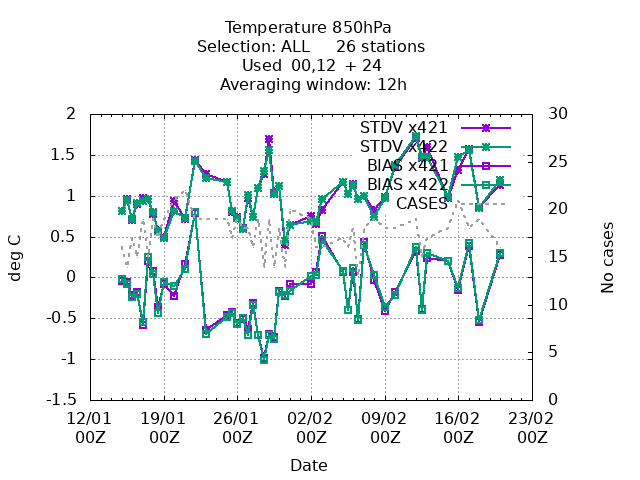 Temperature 850hPa
Selection: ALL     26 stations
Used  00,12  + 24
Averaging window: 12h
deg C
2
1.5
1
0.5
0
-0.5
-1
-1.5
30
25
20
15
10
5
0
No cases
STDV x421
STDV x422
BIAS x421
BIAS x422
CASES
12/01 19/01 26/01 02/02 09/02 16/02 23/02
00Z 00Z 00Z 00Z 00Z 00Z 00Z
Date